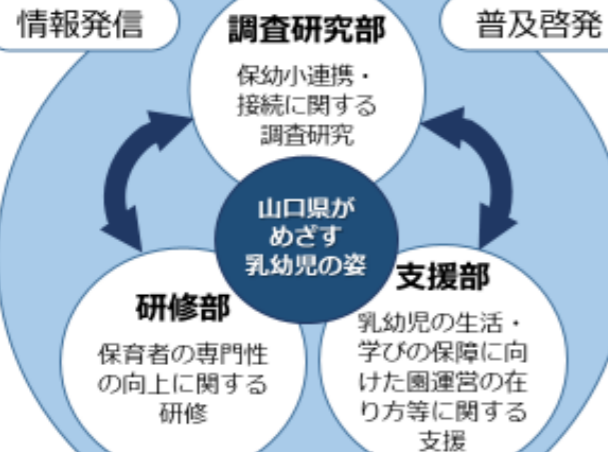 情報発信
普及啓発
調査研究部
保幼小連携・
接続に関する
調査研究
山口県が
めざす
乳幼児の姿
研修部
保育者の専門性
の向上に関する
研修
支援部
乳幼児の生活・
学びの保障に向
けた園運営の在
り方等に関する
支援